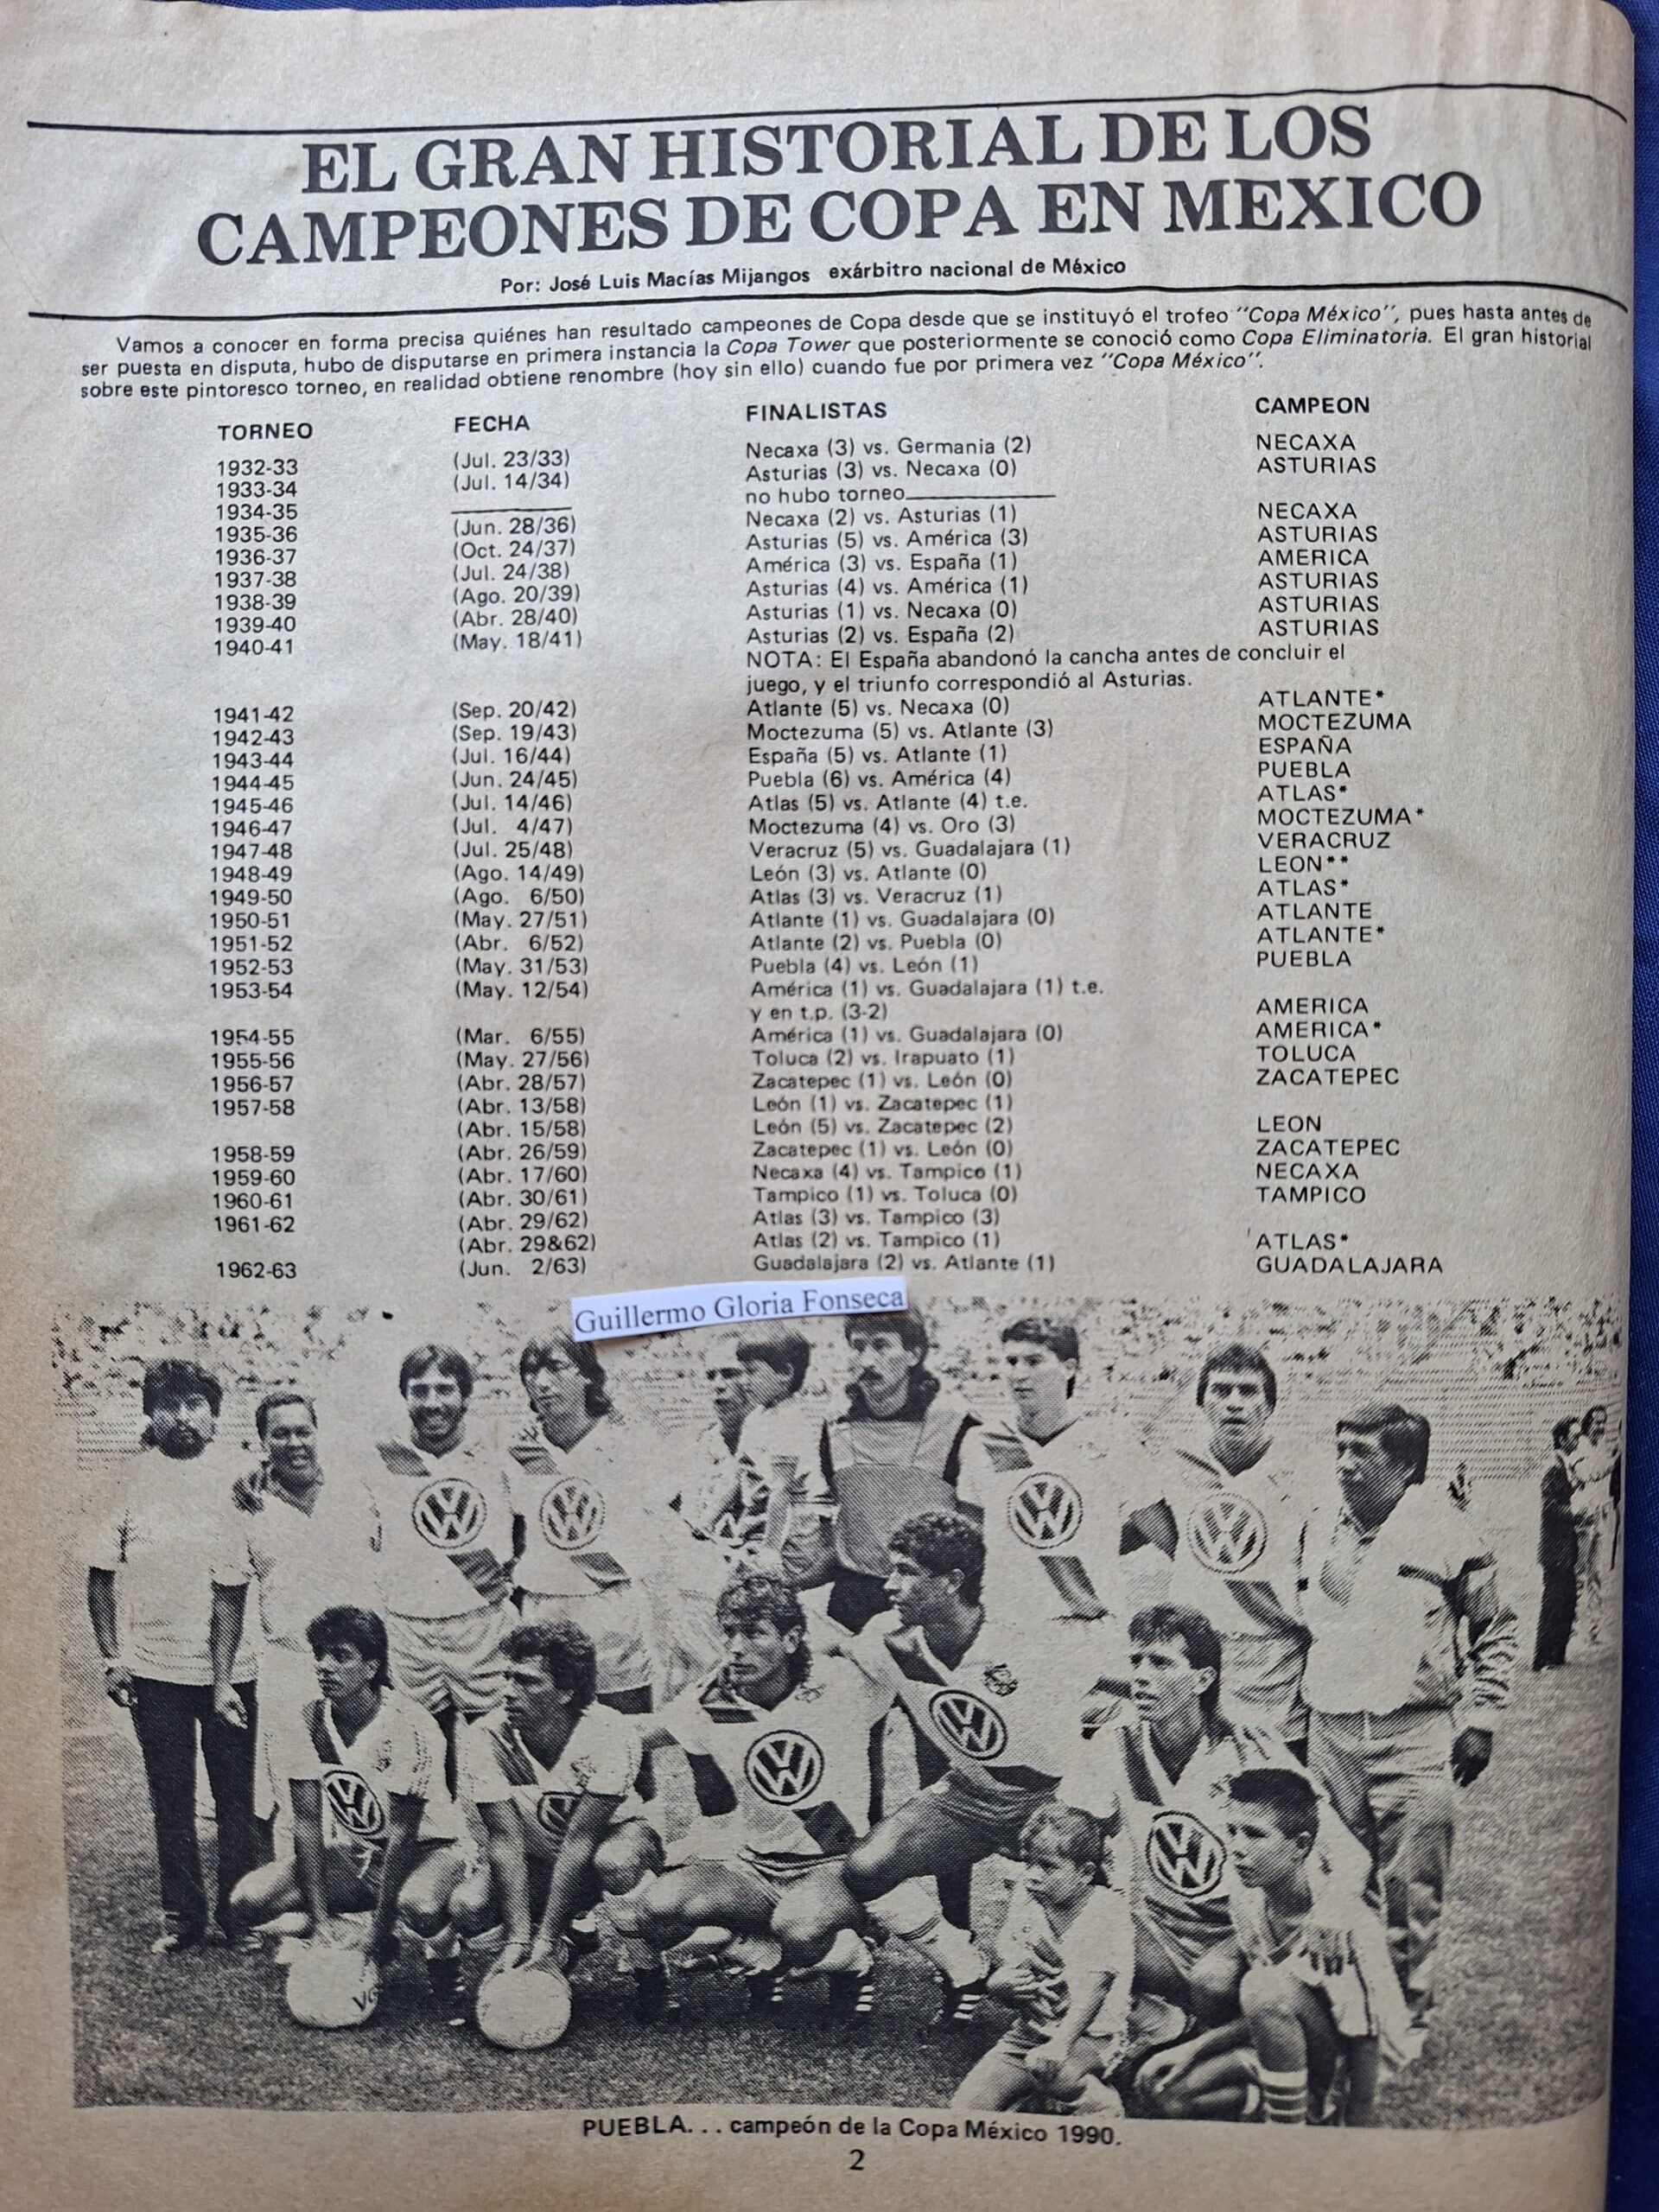 EL GRAN HISTORIAL DE LOS
CAMPEONES DE COPA EN MEXICO
Por: José Luis Macías Mijangos exárbitro nacional de México
Vamos a conocer en forma precisa quiénes han resultado campeones de Copa desde que se instituyó el trofeo ''Copa México'', pues hasta antes de
ser puesta en disputa, hubo de disputarse en primera instancia la Copa Tower que posteriormente se conoció como Copa Eliminatoria. El gran historial
sobre este pintoresco torneo, en realidad obtiene renombre (hoy sin ello) cuando fue por primera vez ''Copa México''.
TORNEO FECHA FINALISTAS CAMPEON
1932-33 (Jul. 23/33) Necaxa (3) vs. Germania (2) NECAXA
1933-34 (Jul. 14/34) Asturias (3) vs. Necaxa (0) ASTURIAS
1934-35 no hubo torneo
1935-36 (Jun. 28/36) Necaxa (2) vs. Asturias (1) NECAXA
1936-37 (Oct. 24/37) Asturias (5) vs. América (3) ASTURIAS
1937-38 (Jul. 24/38) América (3) vs. España (1) AMERICA
1938-39 (Ago. 20/39) Asturias (4) vs. América (1) ASTURIAS
1939-40 (Abr. 28/40) Asturias (1) vs. Necaxa (0) ASTURIAS
1940-41 (May. 18/41) Asturias (2) vs. España (2) ASTURIAS
NOTA: El España abandonó la cancha antes de concluir el
juego, y el triunfo correspondió al Asturias.
1941-42 (Sep. 20/42) Atlante (5) vs. Necaxa (0) ATLANTE*
1942-43 (Sep. 19/43) Moctezuma (5) vs. Atlante (3) MOCTEZUMA
1943-44 (Jul. 16/44) España (5) vs. Atlante (1) ESPAÑA
1944-45 (Jun. 24/45) Puebla (6) vs. América (4) PUEBLA
1945-46 (Jul. 14/46) Atlas (5) vs. Atlante (4) t.e. ATLAS*
1946-47 (Jul. 4/47) Moctezuma (4) vs. Oro (3) MOCTEZUMA*
1947-48 (Jul. 25/48) Veracruz (5) vs. Guadalajara (1) VERACRUZ
1948-49 (Ago. 14/49) León (3) vs. Atlante (0) LEON**
1949-50 (Ago. 6/50) Atlas (3) vs. Veracruz (1) ATLAS*
1950-51 (May. 27/51) Atlante (1) vs. Guadalajara (0) ATLANTE
1951-52 (Abr. 6/52) Atlante (2) vs. Puebla (0) ATLANTE*
1952-53 (May. 31/53) Puebla (4) vs. León (1) PUEBLA
1953-54 (May. 12/54) América (1) vs. Guadalajara (1) t.e.
y en t.p. (3-2) AMERICA
1954-55 (Mar. 6/55) América (1) vs. Guadalajara (0) AMERICA*
1955-56 (May. 27/56) Toluca (2) vs. Irapuato (1) TOLUCA
1956-57 (Abr. 28/57) Zacatepec (1) vs. León (0) ZACATEPEC
1957-58 (Abr. 13/58) León (1) vs. Zacatepec (1)
(Abr. 15/58) León (5) vs. Zacatepec (2) LEON
1958-59 (Abr. 26/59) Zacatepec (1) vs. León (0) ZACATEPEC
1959-60 (Abr. 17/60) Necaxa (4) vs. Tampico (1) NECAXA
1960-61 (Abr. 30/61) Tampico (1) vs. Toluca (0) TAMPICO
1961-62 (Abr. 29/62) Atlas (3) vs. Tampico (3)
(Abr. 29&62) Atlas (2) vs. Tampico (1) ATLAS*
1962-63 (Jun. 2/63) Guadalajara (2) vs. Atlante (1) GUADALAJARA
Guillermo Gloria Fonseca
PUEBLA... campeón de la Copa México 1990.
2